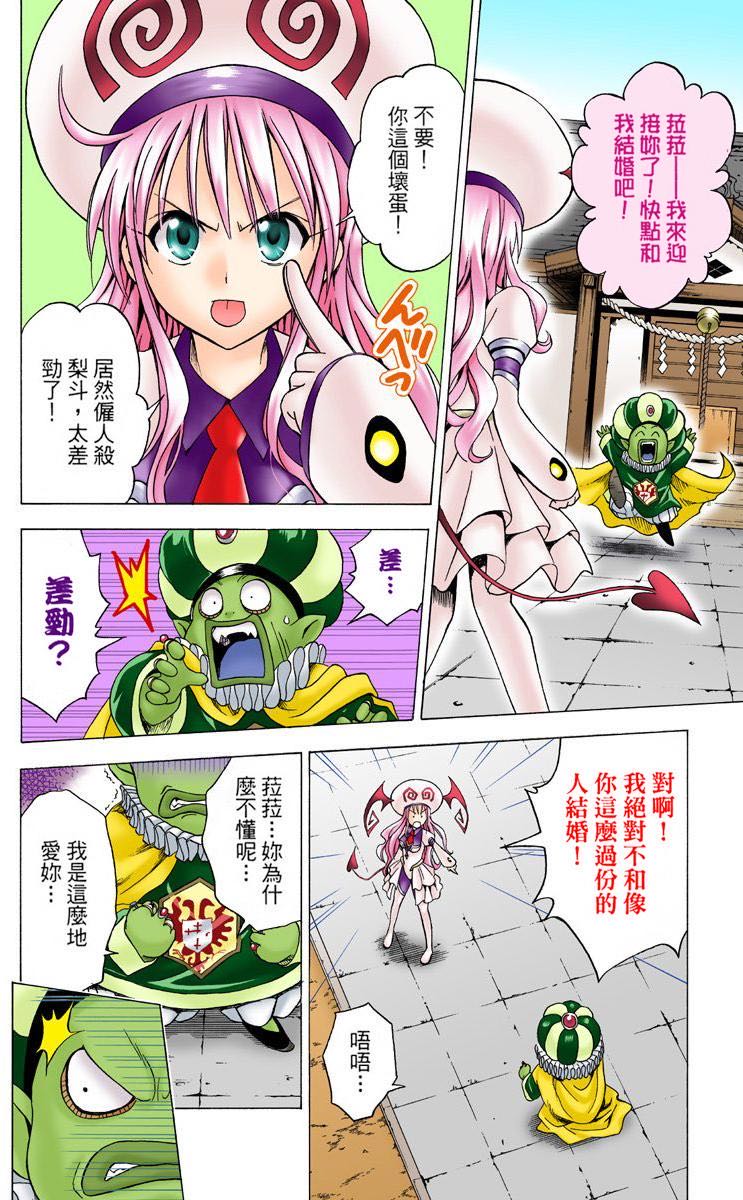 菈菈——我來迎
接妳了！快點和
我結婚吧！
不要！
你這個壞蛋！
んべーっ
居然僱人殺
梨斗，太差
勁了！
差…
差勁？
對啊！
我絕對不和像
你這麼過份的
人結婚！
唔唔…
菈菈…妳為什
麼不懂呢…
我是這麼地
愛妳…